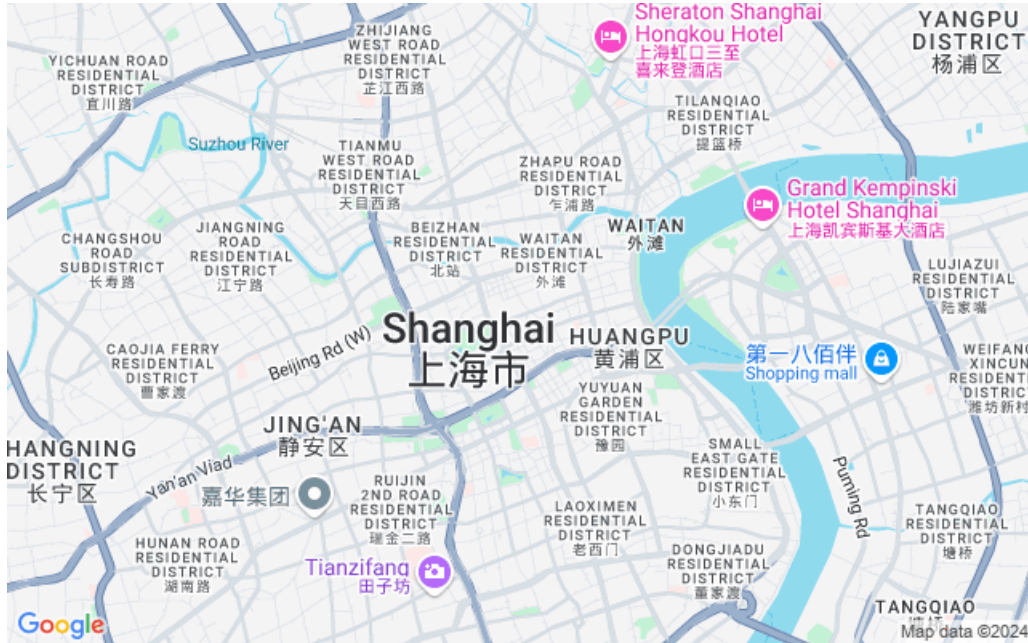 Sheraton Shanghai
Hongkou Hotel
上海虹口三至
喜来登酒店
YANGPU
DISTRICT
杨浦区
ZHIJIANG
WEST ROAD
RESIDENTIAL
DISTRICT
芷江西路
YICHUAN ROAD
RESIDENTIAL
DISTRICT
宜川路
TILANQIAO
RESIDENTIAL
DISTRICT
提篮桥
Suzhou River
TIANMU
WEST ROAD
RESIDENTIAL
DISTRICT
天目西路
ZHAPU ROAD
RESIDENTIAL
DISTRICT
乍浦路
Grand Kempinski
Hotel Shanghai
上海凯宾斯基大酒店
CHANGSHOU
ROAD
SUBDISTRICT
长寿路
JIANGNING
ROAD
RESIDENTIAL
DISTRICT
江宁路
BEIZHAN
RESIDENTIAL
DISTRICT
北站
WAITAN
RESIDENTIAL
DISTRICT
外滩
WAITAN
外滩
LUJIAZUI
RESIDENTIAL
DISTRICT
陆家嘴
Shanghai
上海市
HUANGPU
黄浦区
Beijing Rd (W)
CAOJIA FERRY
RESIDENTIAL
DISTRICT
曹家渡
第一八佰伴
Shopping mall
WEIFANG
XINCUN
RESIDENTI
DISTRICT
潍坊新村
YUYUAN
GARDEN
RESIDENTIAL
DISTRICT
豫园
JING'AN
静安区
HANGNING
DISTRICT
长宁区
Yan'an Viad
嘉华集团
RUIJIN
2ND ROAD
RESIDENTIAL
DISTRICT
瑞金二路
SMALL
EAST GATE
RESIDENTIAL
DISTRICT
小东门
Puming Rd
LAOXIMEN
RESIDENTIAL
DISTRICT
老西门
TANGQIAO
RESIDENTIAL
DISTRICT
塘桥
HUNAN ROAD
RESIDENTIAL
DISTRICT
湖南路
Tianzifang
田子坊
DONGJIADU
RESIDENTIAL
DISTRICT
董家渡
TANGQIAO
Google
Map data ©2024